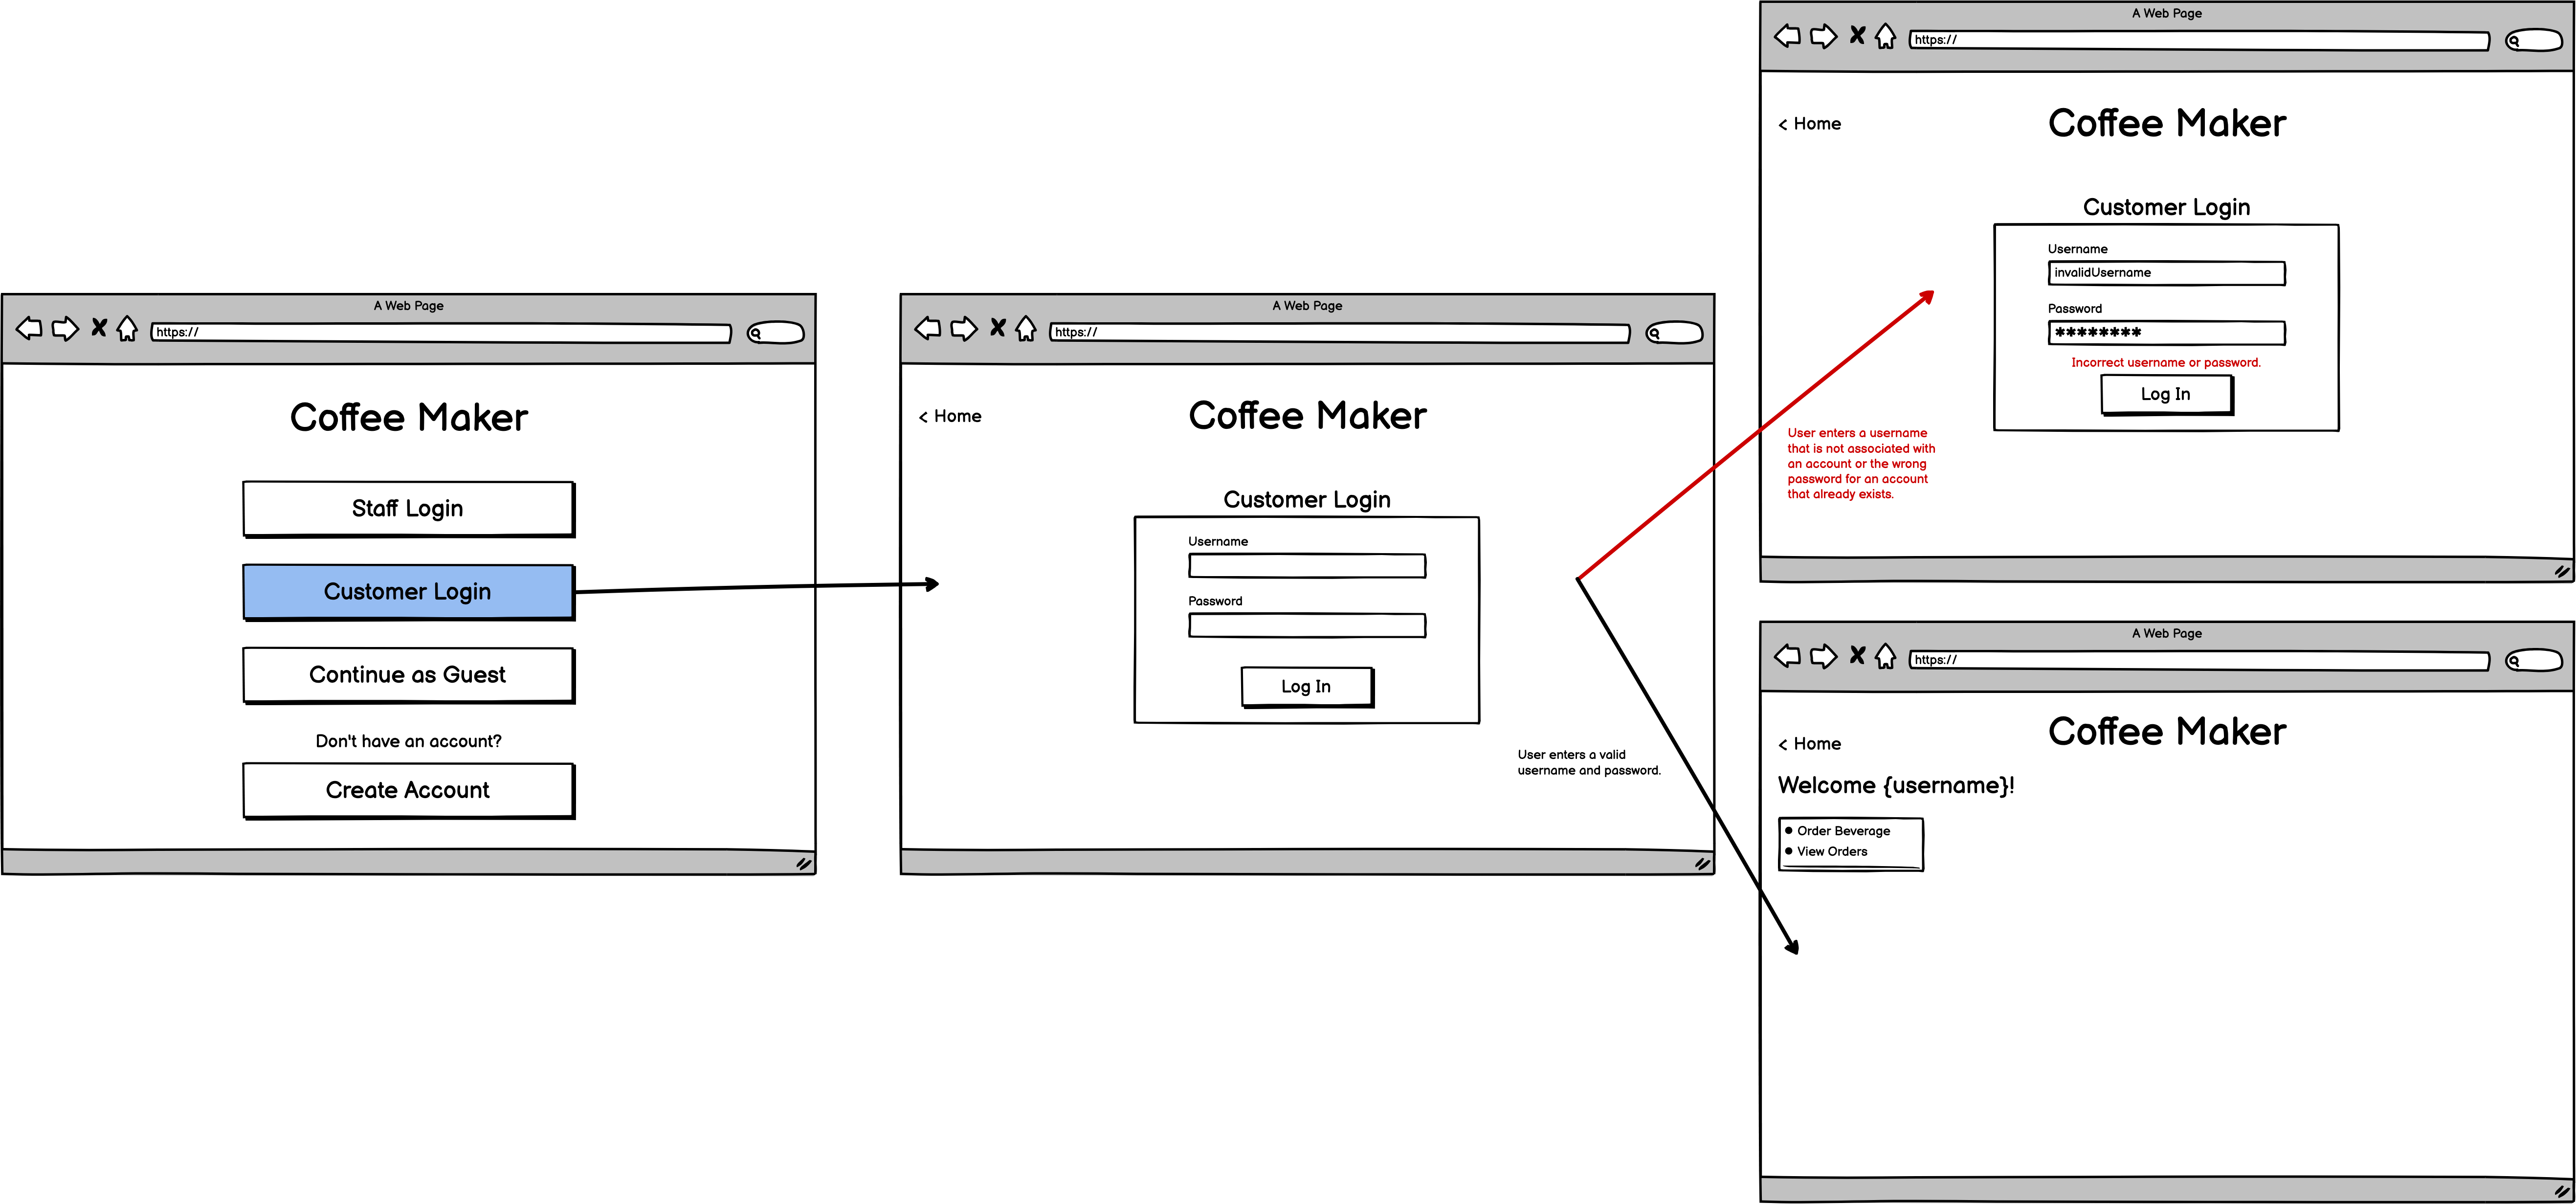 A Web Page
https://
Coffee Maker
Staff Login
Customer Login
Continue as Guest
Don't have an account?
Create Account
A Web Page
https://
< Home
Coffee Maker
Customer Login
Username
Password
Log In
User enters a valid
username and password.
A Web Page
https://
< Home
Coffee Maker
Customer Login
Username
invalidUsername
Password
********
Incorrect username or password.
Log In
User enters a username
that is not associated with
an account or the wrong
password for an account
that already exists.
A Web Page
https://
Coffee Maker
< Home
Welcome {username}!
Order Beverage
View Orders